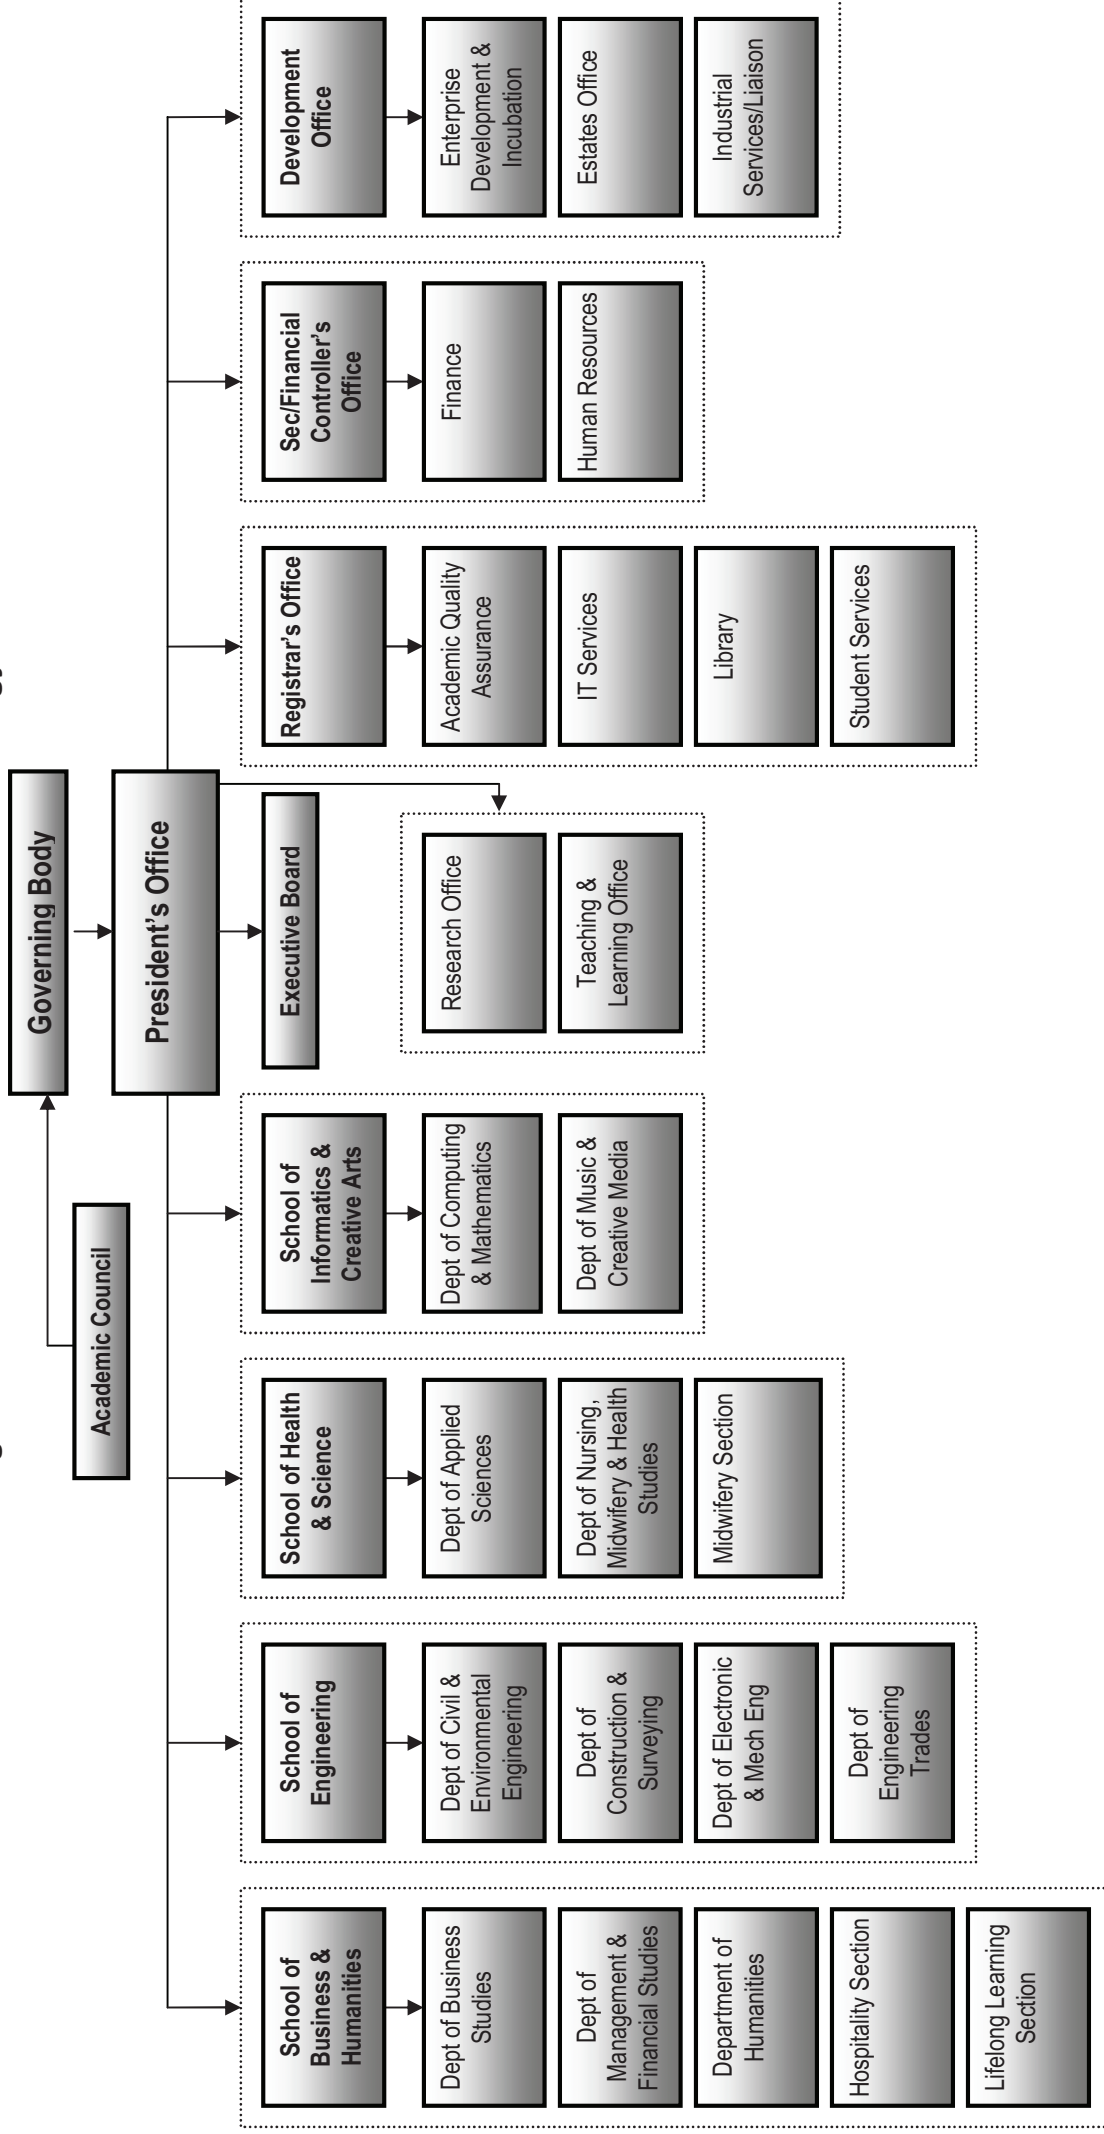 Governing Body
Academic Council
President's Office
Executive Board
School of
Business &
Humanities
Dept of Business
Studies
Dept of
Management &
Financial Studies
Department of
Humanities
Hospitality Section
Lifelong Learning
Section
School of
Engineering
Dept of Civil &
Environmental
Engineering
Dept of
Construction &
Surveying
Dept of Electronic
& Mech Eng
Dept of
Engineering
Trades
School of Health
& Science
Dept of Applied
Sciences
Dept of Nursing,
Midwifery & Health
Studies
Midwifery Section
School of
Informatics &
Creative Arts
Dept of Computing
& Mathematics
Dept of Music &
Creative Media
Research Office
Teaching &
Learning Office
Registrar's Office
Academic Quality
Assurance
IT Services
Library
Student Services
Sec/Financial
Controller's
Office
Finance
Human Resources
Development
Office
Enterprise
Development &
Incubation
Estates Office
Industrial
Services/Liaison